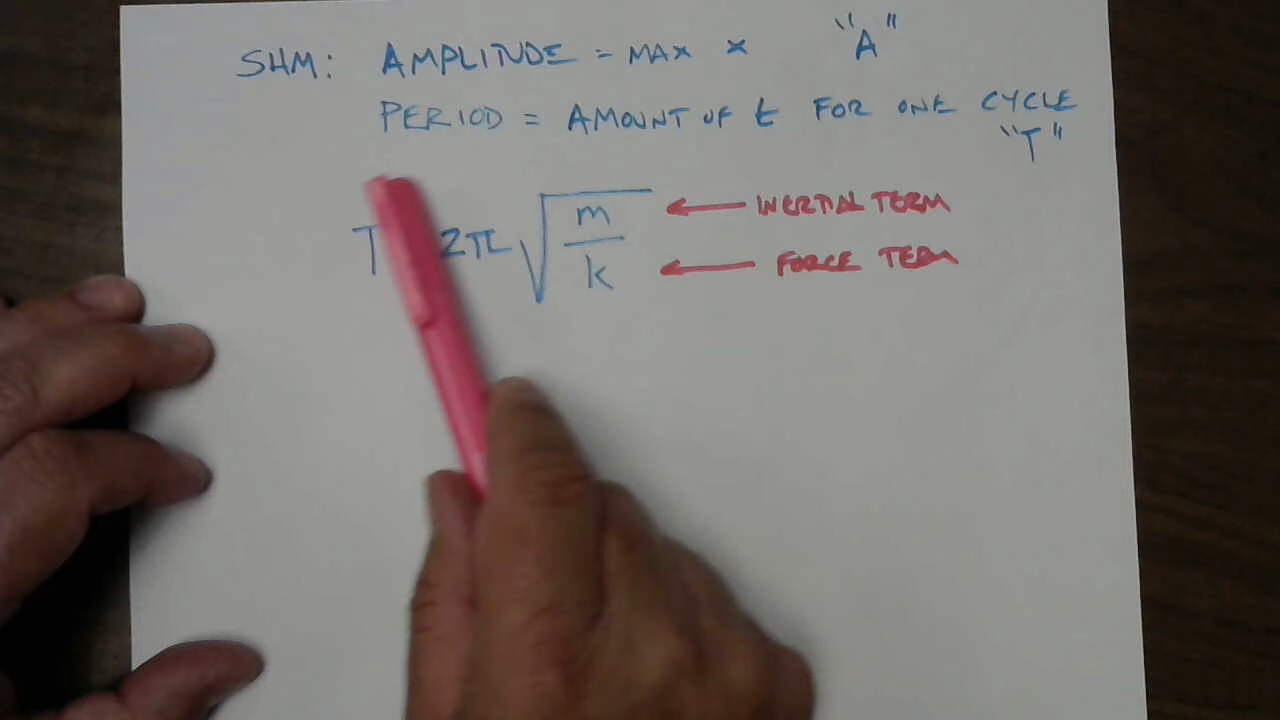 SHM: AMPLITUDE = MAX x "A"
PERIOD = AMOUNT OF t FOR ONE CYCLE
"T"
T 2π √ m/k
← INERTIAL TERM
← FORCE TERM